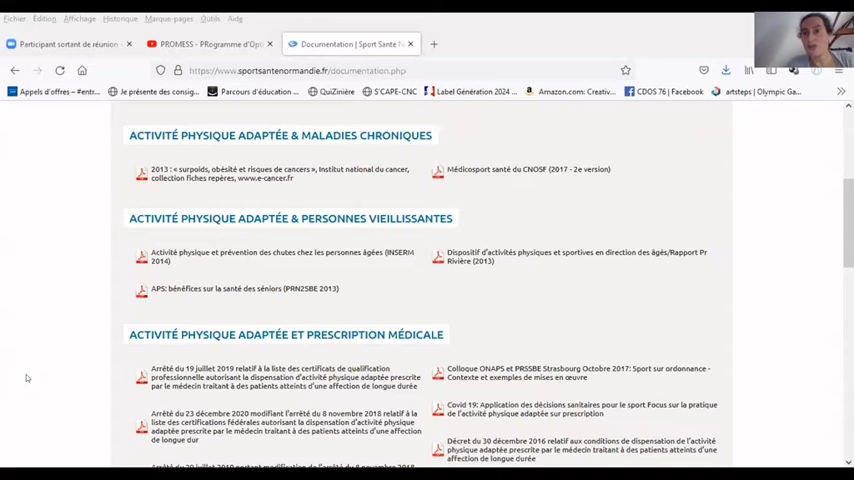 Fichier Édition Affichage Historique Marque-pages Outils Aide
Participant sortant de réunion -
PROMESS - PRogramme d'Opti
Documentation | Sport Santé N
https://www.sportsantenormandie.fr/documentation.php
Appels d'offres – #entr...
Je présente des concept...
Parcours d'éducation ...
QuiZinière
S'CAPE-CNC
Label Génération 2024 ...
Amazon.com: Creativ...
CDOS 76 | Facebook
artsteps | Olympic Ga...
ACTIVITÉ PHYSIQUE ADAPTÉE & MALADIES CHRONIQUES
2013 : « surpoids, obésité et risques de cancers », Institut national du cancer,
collection fiches repères, www.e-cancer.fr
Médicosport santé du CNOSF (2017 - 2e version)
ACTIVITÉ PHYSIQUE ADAPTÉE & PERSONNES VIEILLISSANTES
Activité physique et prévention des chutes chez les personnes âgées (INSERM
2014)
Dispositif d'activités physiques et sportives en direction des âgés/Rapport Pr
Rivière (2013)
APS: bénéfices sur la santé des séniors (PRN2SBE 2013)
ACTIVITÉ PHYSIQUE ADAPTÉE ET PRESCRIPTION MÉDICALE
Arrêté du 19 juillet 2019 relatif à la liste des certificats de qualification
professionnelle autorisant la dispensation d'activité physique adaptée prescrite
par le médecin traitant à des patients atteints d'une affection de longue durée
Colloque ONAPS et PRSSBE Strasbourg Octobre 2017: Sport sur ordonnance -
Contexte et exemples de mises en œuvre
Arrêté du 23 décembre 2020 modifiant l'arrêté du 8 novembre 2018 relatif à la
liste des certifications fédérales autorisant la dispensation d'activité physique
adaptée prescrite par le médecin traitant à des patients atteints d'une affection
de longue dur
Covid 19: Application des décisions sanitaires pour le sport Focus sur la pratique
de l'activité physique adaptée sur prescription
Décret du 30 décembre 2016 relatif aux conditions de dispensation de l'activité
physique adaptée prescrite par le médecin traitant à des patients atteints d'une
affection de longue durée